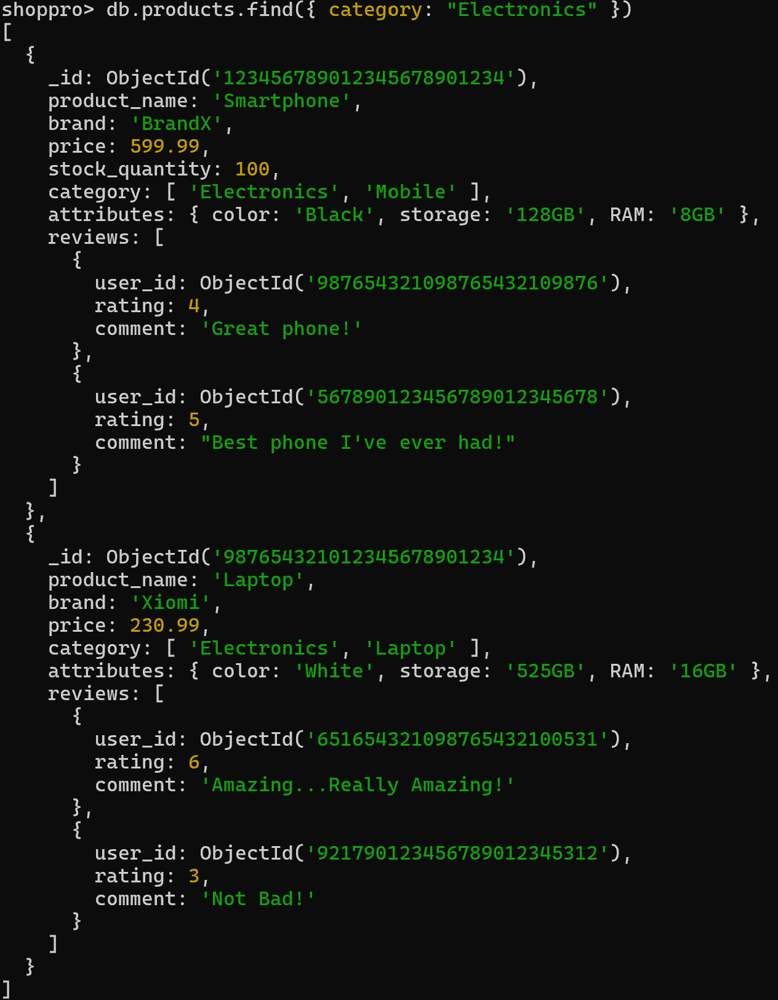 shoppro> db.products.find({ category: "Electronics" })
[
  {
    _id: ObjectId('123456789012345678901234'),
    product_name: 'Smartphone',
    brand: 'BrandX',
    price: 599.99,
    stock_quantity: 100,
    category: [ 'Electronics', 'Mobile' ],
    attributes: { color: 'Black', storage: '128GB', RAM: '8GB' },
    reviews: [
      {
        user_id: ObjectId('987654321098765432109876'),
        rating: 4,
        comment: 'Great phone!'
      },
      {
        user_id: ObjectId('567890123456789012345678'),
        rating: 5,
        comment: "Best phone I've ever had!"
      }
    ]
  },
  {
    _id: ObjectId('987654321012345678901234'),
    product_name: 'Laptop',
    brand: 'Xiomi',
    price: 230.99,
    category: [ 'Electronics', 'Laptop' ],
    attributes: { color: 'White', storage: '525GB', RAM: '16GB' },
    reviews: [
      {
        user_id: ObjectId('651654321098765432100531'),
        rating: 6,
        comment: 'Amazing...Really Amazing!'
      },
      {
        user_id: ObjectId('921790123456789012345312'),
        rating: 3,
        comment: 'Not Bad!'
      }
    ]
  }
]